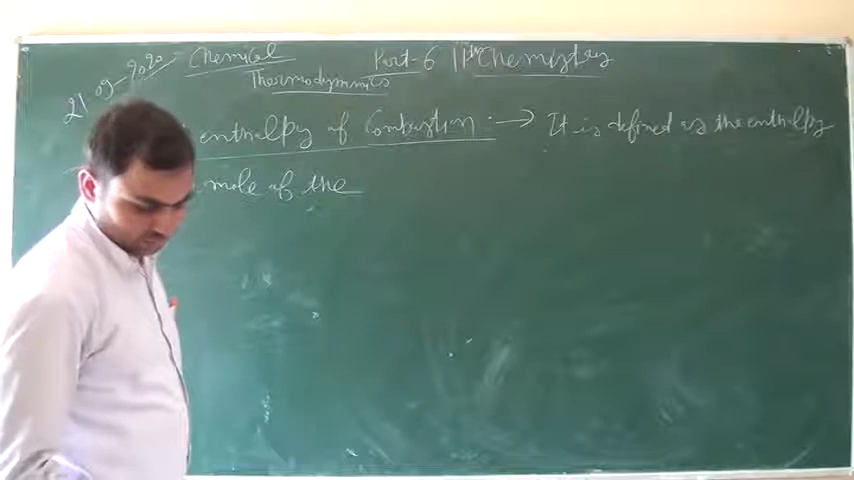 21-09-2020 Chemical Part-6 11th Chemistry
Thermodynamics
enthalpy of Combustion. → It is defined as the enthalpy
mole of the